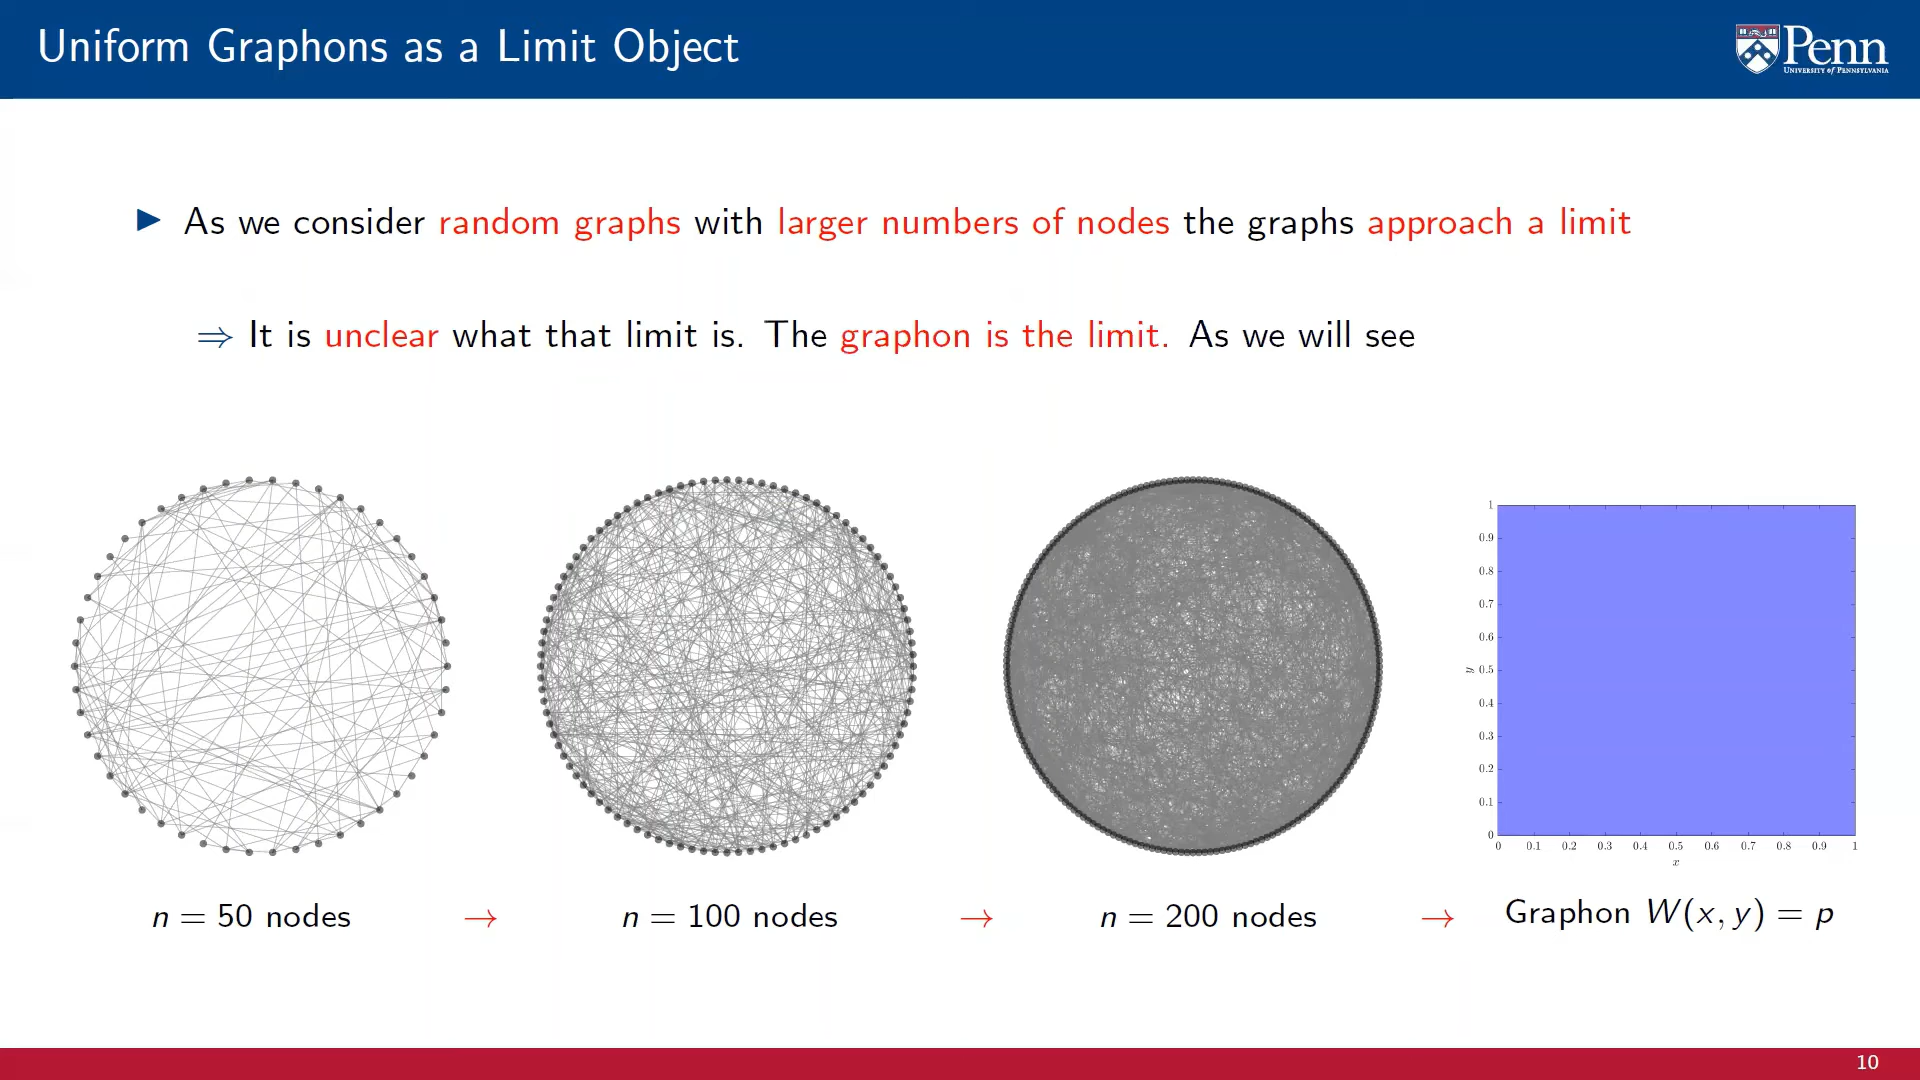 Uniform Graphons as a Limit Object
Penn
UNIVERSITY of PENNSYLVANIA
▶ As we consider random graphs with larger numbers of nodes the graphs approach a limit
⇒ It is unclear what that limit is. The graphon is the limit. As we will see
1
0.9
0.8
0.7
0.6
0.5
0.4
0.3
0.2
0.1
0
y
0 0.1 0.2 0.3 0.4 0.5 0.6 0.7 0.8 0.9 1
x
n = 50 nodes → n = 100 nodes → n = 200 nodes → Graphon W(x, y) = p
10